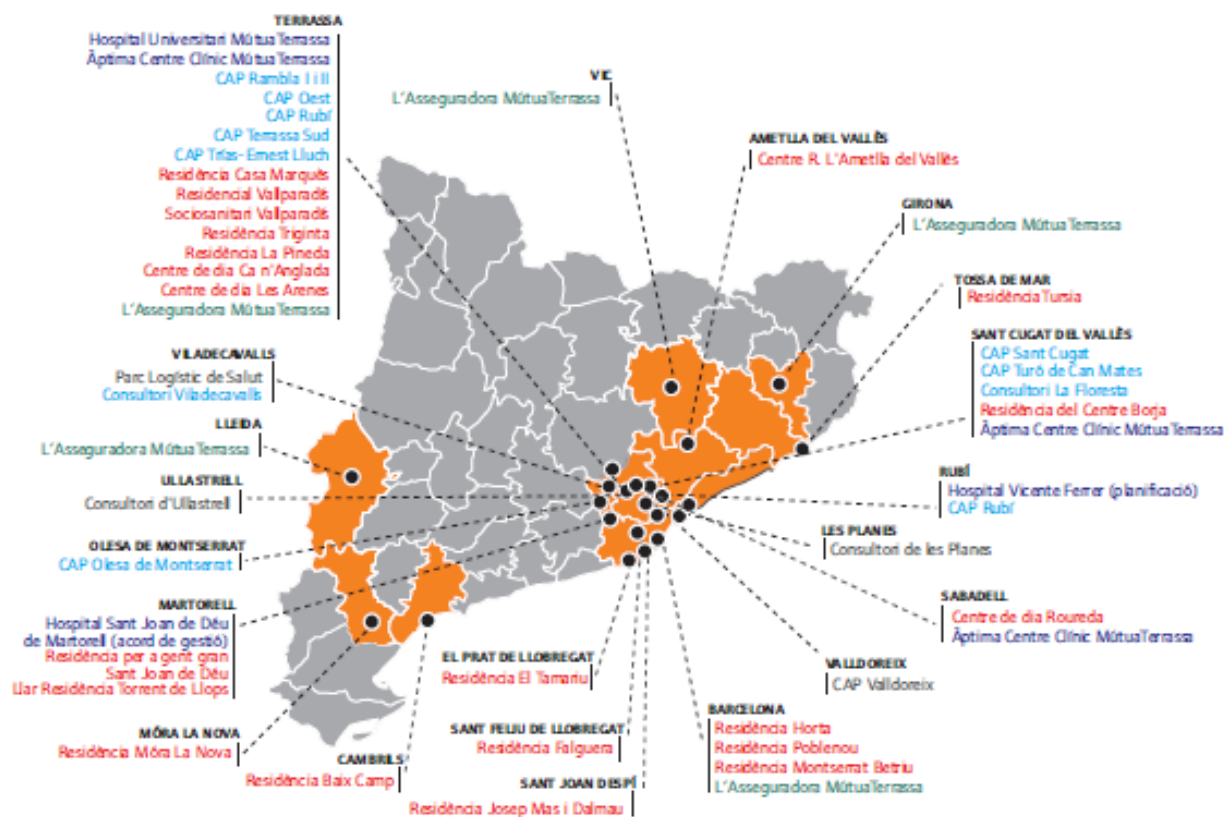 TERRASSA
Hospital Universitari MútuaTerrassa
Àptima Centre Clínic MútuaTerrassa
CAP Rambla I i II
CAP Oest
CAP Rubí
CAP Terrassa Sud
CAP Trías-Ernest Lluch
Residència Casa Marquès
Residencial Vallparadís
Sociosanitari Vallparadís
Residència Triginta
Residència La Pineda
Centre de dia Ca n'Anglada
Centre de dia Les Arenes
L'Asseguradora MútuaTerrassa
VIC
L'Asseguradora MútuaTerrassa
AMETLLA DEL VALLÈS
Centre R. L'Ametlla del Vallès
GIRONA
L'Asseguradora MútuaTerrassa
TOSSA DE MAR
Residència Tursia
SANT CUGAT DEL VALLÈS
CAP Sant Cugat
CAP Turó de Can Mates
Consultori La Floresta
Residència del Centre Borja
Àptima Centre Clínic MútuaTerrassa
RUBÍ
Hospital Vicente Ferrer (planificació)
CAP Rubí
LES PLANES
Consultori de les Planes
SABADELL
Centre de dia Roureda
Àptima Centre Clínic MútuaTerrassa
VALLDOREIX
CAP Valldoreix
BARCELONA
Residència Horta
Residència Poblenou
Residència Montserrat Betriu
L'Asseguradora MútuaTerrassa
VILADECAVALLS
Parc Logístic de Salut
Consultori Viladecavalls
LLEIDA
L'Asseguradora MútuaTerrassa
ULLASTRELL
Consultori d'Ullastrell
OLESA DE MONTSERRAT
CAP Olesa de Montserrat
MARTORELL
Hospital Sant Joan de Déu
de Martorell (acord de gestió)
Residència per a gent gran
Sant Joan de Déu
Llar Residència Torrent de Llops
MÓRA LA NOVA
Residència Móra La Nova
CAMBRILS
Residència Baix Camp
EL PRAT DE LLOBREGAT
Residència El Tamariu
SANT FELIU DE LLOBREGAT
Residència Falguera
SANT JOAN DESPÍ
Residència Josep Mas i Dalmau